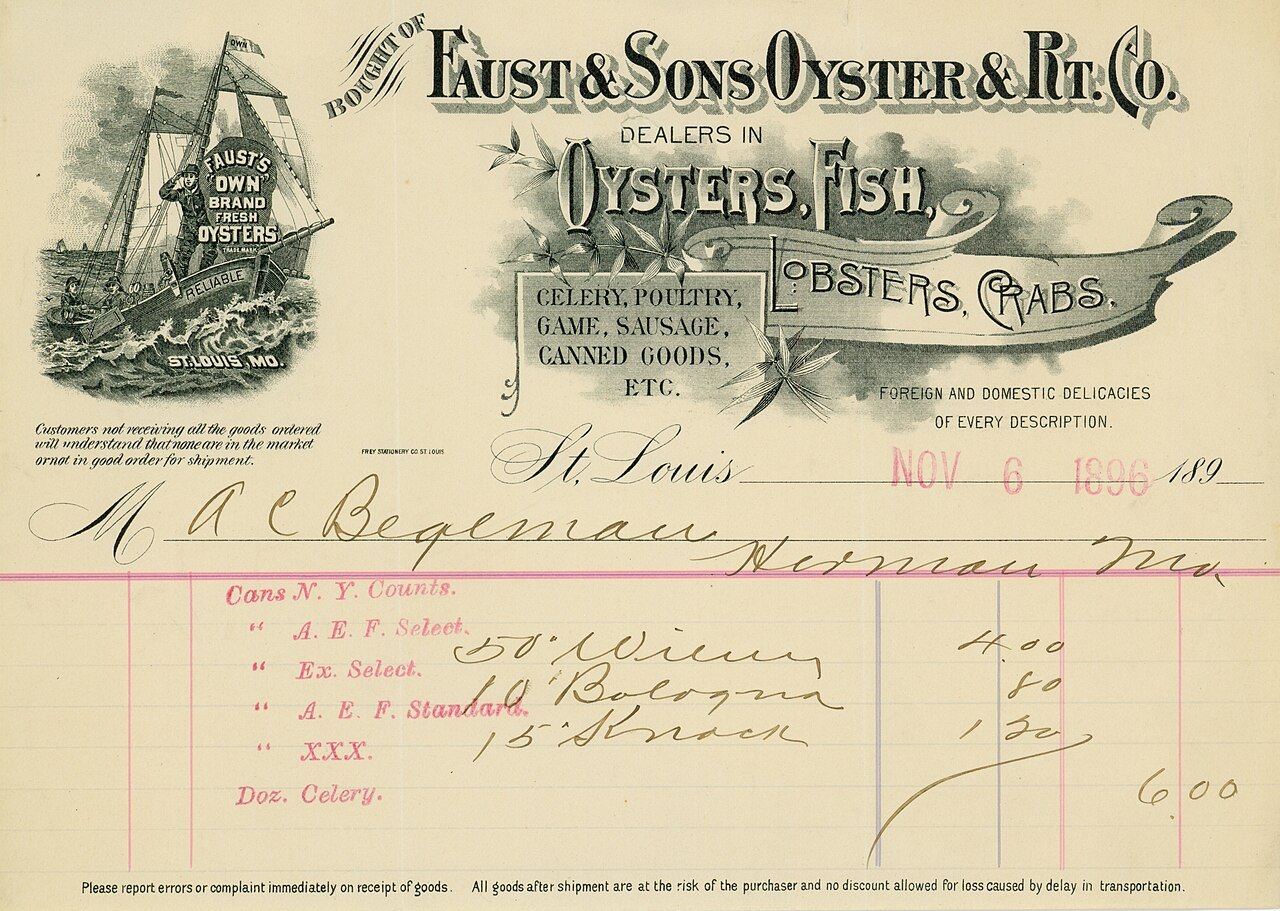 BOUGHT OF
FAUST & SONS OYSTER & RT. CO.
DEALERS IN
OYSTERS, FISH,
LOBSTERS, CRABS.
CELERY, POULTRY,
GAME, SAUSAGE,
CANNED GOODS,
ETC.
FOREIGN AND DOMESTIC DELICACIES
OF EVERY DESCRIPTION.
OWN
FAUST'S
"OWN"
BRAND
FRESH
OYSTERS
TRADE MARK
RELIABLE
ST. LOUIS, MO.
Customers not receiving all the goods ordered
will understand that none are in the market
or not in good order for shipment.
FREY STATIONERY CO. ST. LOUIS
St. Louis NOV 6 1896 189
M A C Begeman
Herman Mo.
Cans N. Y. Counts.
" A. E. F. Select.
50" Wieny 4.00
" Ex. Select.
10" Bologna 80
" A. E. F. Standard.
15" Knack 1 20
" XXX.
Doz. Celery.
6.00
Please report errors or complaint immediately on receipt of goods. All goods after shipment are at the risk of the purchaser and no discount allowed for loss caused by delay in transportation.